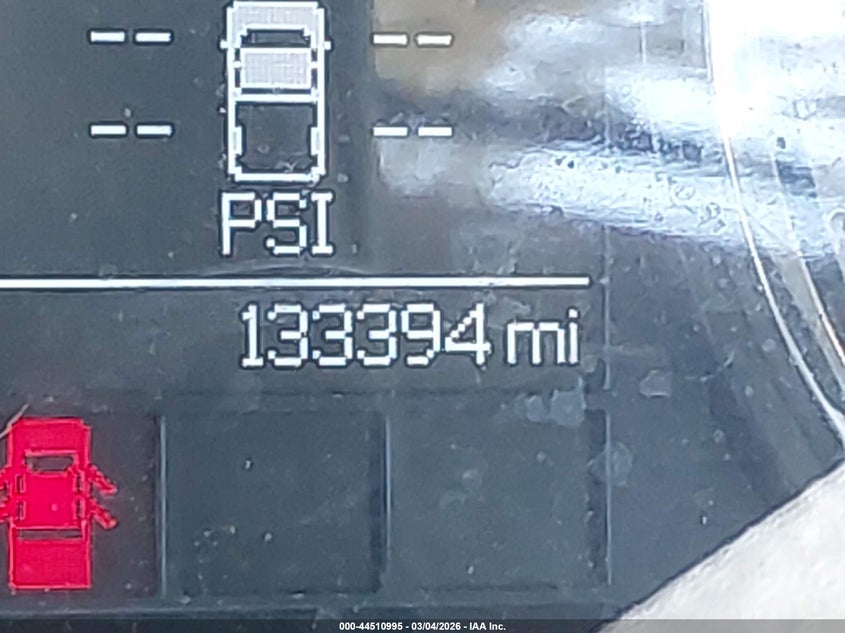 -- --
-- --
PSI
133394 mi
000-44510995 - 03/04/2026 - IAA Inc.